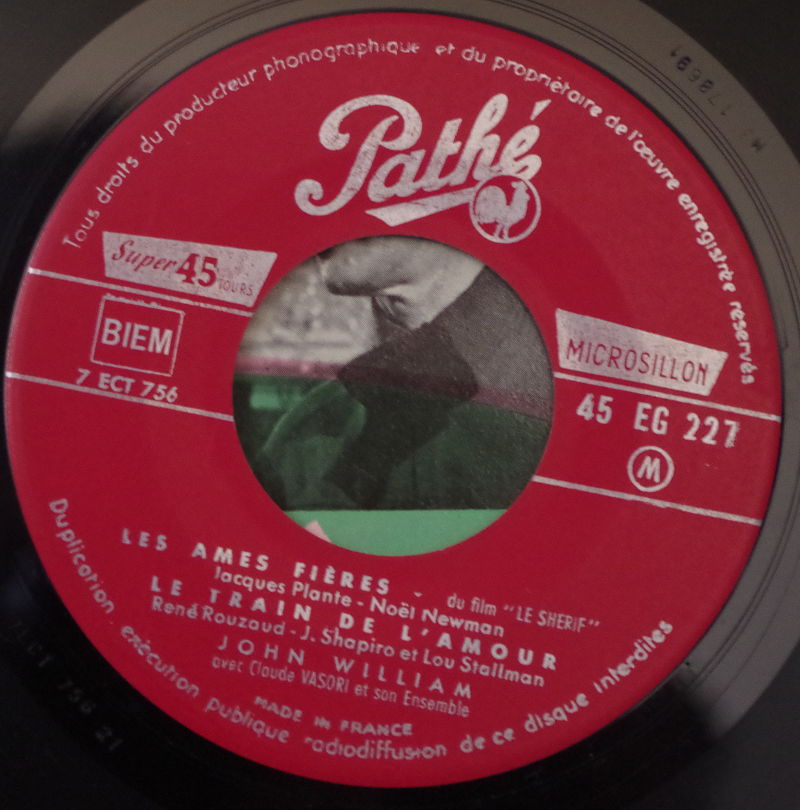 Tous droits du producteur phonographique et du propriétaire de l'œuvre enregistrée réservés
Pathé
Super 45 TOURS
BIEM
7 ECT 756
MICROSILLON
45 EG 227
M
LES AMES FIÈRES - du film "LE SHERIF"
Jacques Plante - Noël Newman
LE TRAIN DE L'AMOUR
René Rouzaud - J. Shapiro et Lou Stallman
JOHN WILLIAM
avec Claude VASORI et son Ensemble
MADE IN FRANCE
Duplication exécution publique radiodiffusion de ce disque interdites